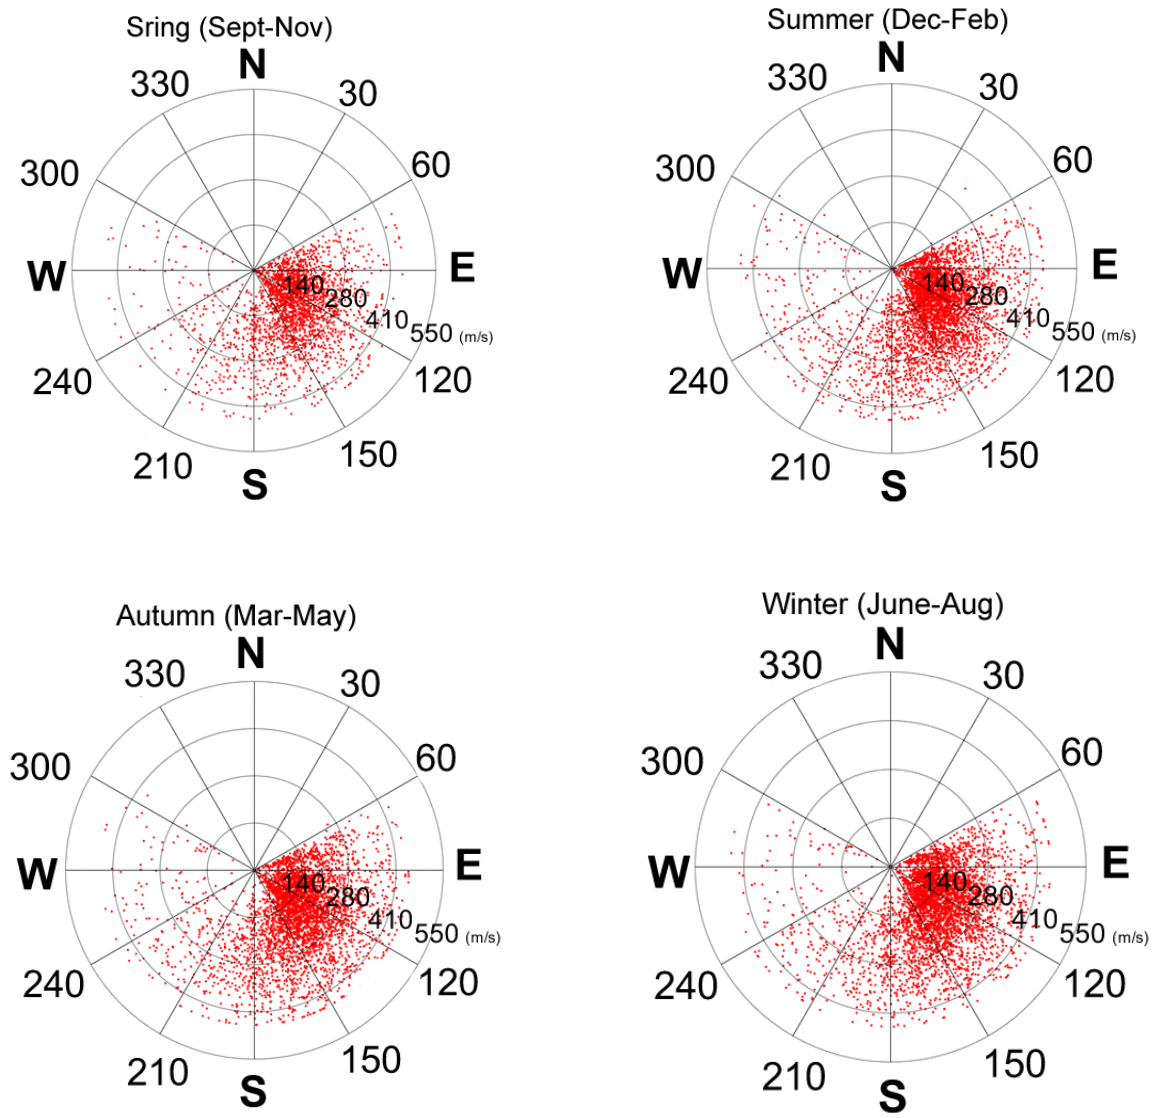 Sring (Sept-Nov)
N
330
30
300
60
W
E
140
280
410
550 (m/s)
240
120
210
150
S
Summer (Dec-Feb)
N
330
30
300
60
W
E
140
280
410
550 (m/s)
240
120
210
150
S
Autumn (Mar-May)
N
330
30
300
60
W
E
140
280
410
550 (m/s)
240
120
210
150
S
Winter (June-Aug)
N
330
30
300
60
W
E
140
280
410
550 (m/s)
240
120
210
150
S